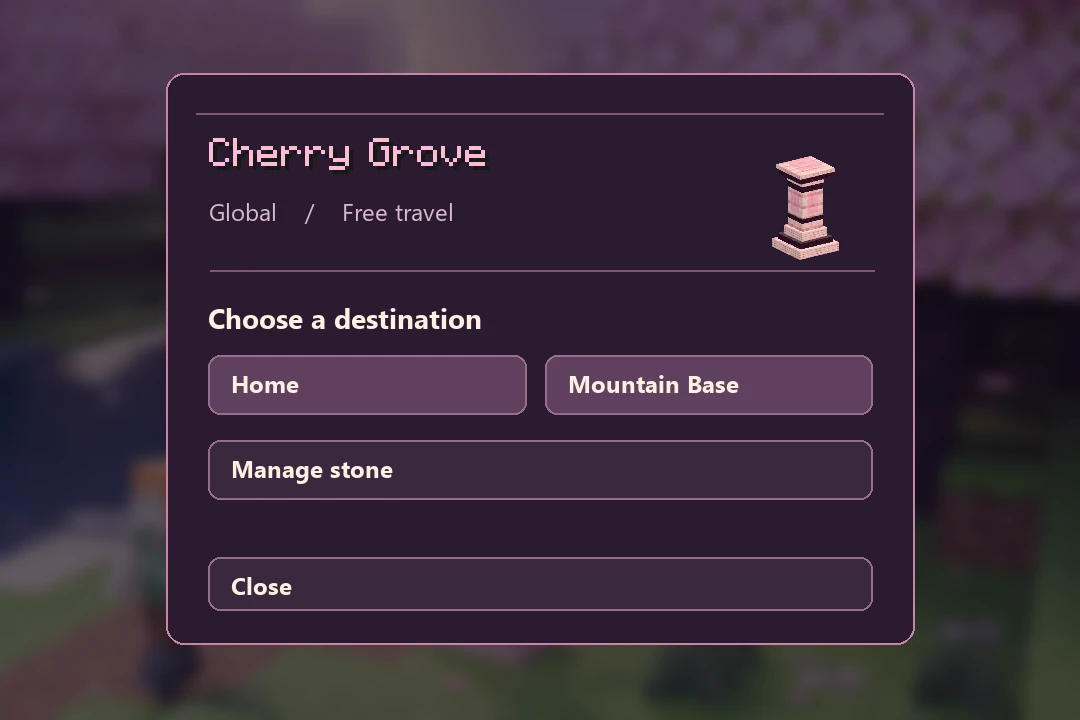 Cherry Grove
Global / Free travel
Choose a destination
Home
Mountain Base
Manage stone
Close